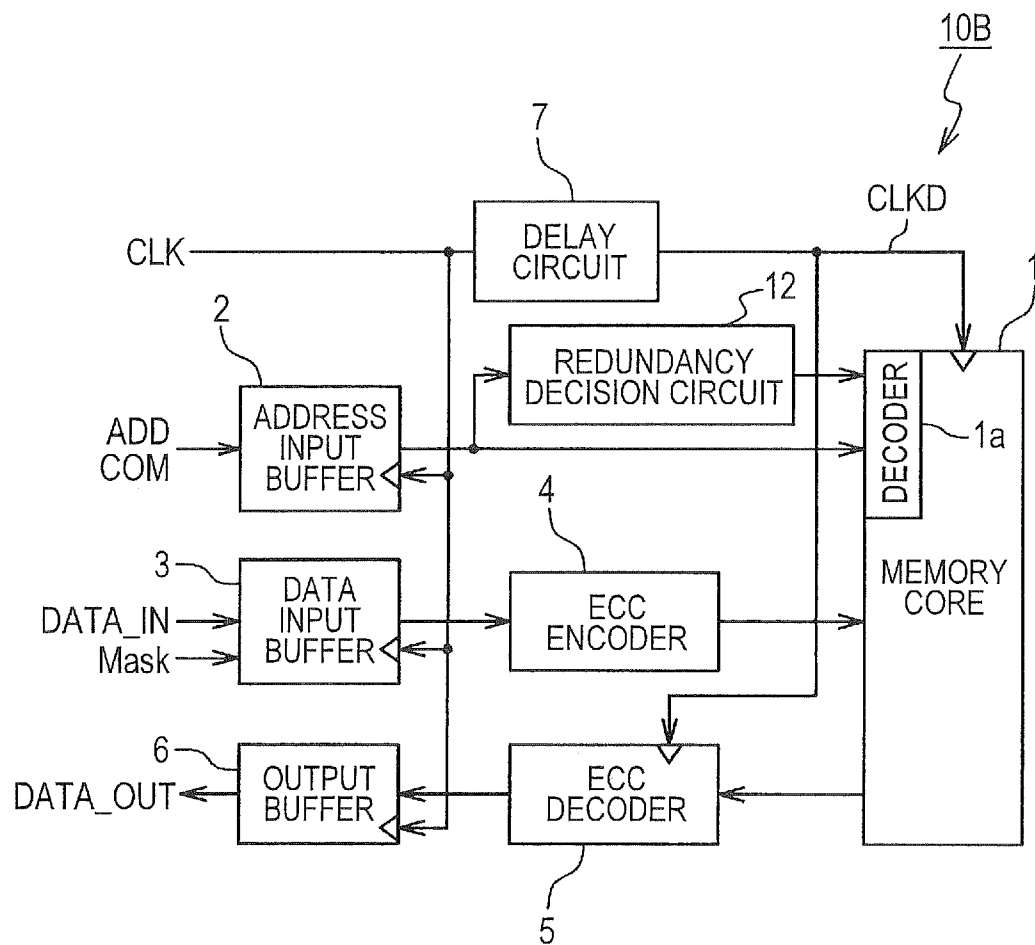 10B
7
CLKD
CLK
DELAY
CIRCUIT
12
1
2
REDUNDANCY
DECISION CIRCUIT
DECODER
1a
ADD
COM
ADDRESS
INPUT
BUFFER
4
3
DATA_IN
Mask
DATA
INPUT
BUFFER
ECC
ENCODER
MEMORY
CORE
6
DATA_OUT
OUTPUT
BUFFER
ECC
DECODER
5